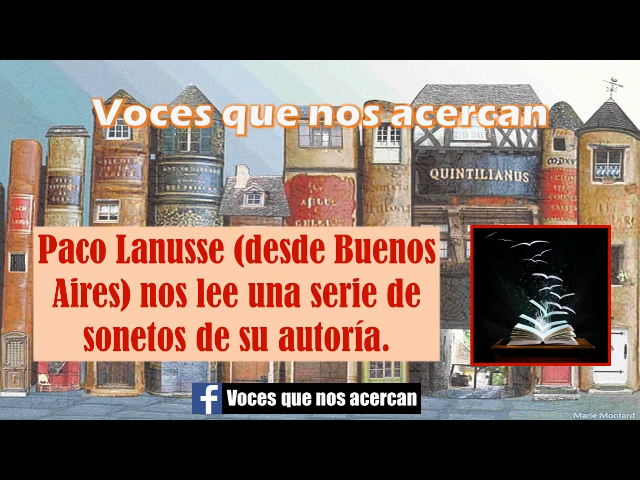 Voces que nos acercan
QUINTILIANUS
Paco Lanusse (desde Buenos
Aires) nos lee una serie de
sonetos de su autoría.
f Voces que nos acercan
© Marie Montard